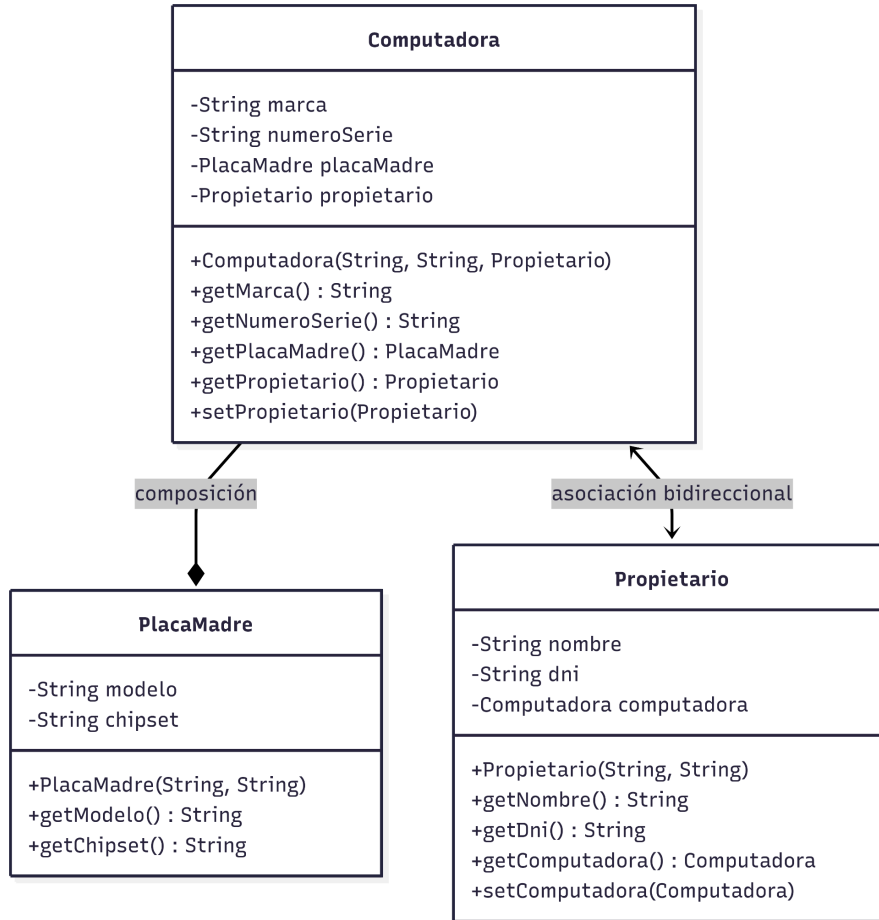 Computadora
-String marca
-String numeroSerie
-PlacaMadre placaMadre
-Propietario propietario
+Computadora(String, String, Propietario)
+getMarca() : String
+getNumeroSerie() : String
+getPlacaMadre() : PlacaMadre
+getPropietario() : Propietario
+setPropietario(Propietario)
composición
asociación bidireccional
PlacaMadre
-String modelo
-String chipset
+PlacaMadre(String, String)
+getModelo() : String
+getChipset() : String
Propietario
-String nombre
-String dni
-Computadora computadora
+Propietario(String, String)
+getNombre() : String
+getDni() : String
+getComputadora() : Computadora
+setComputadora(Computadora)